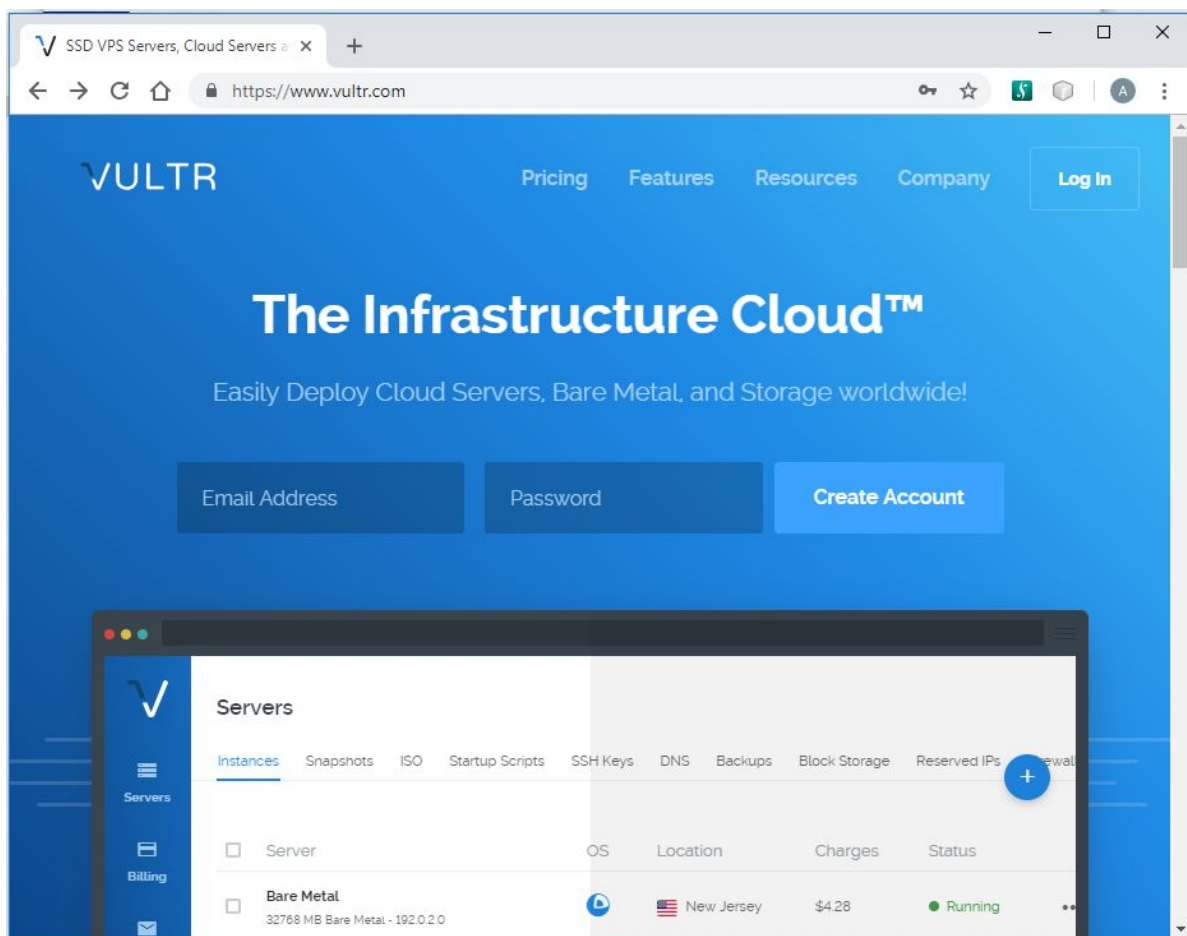 SSD VPS Servers, Cloud Servers a
https://www.vultr.com
A
VULTR
Pricing Features Resources Company Log In
The Infrastructure Cloud™
Easily Deploy Cloud Servers, Bare Metal, and Storage worldwide!
Email Address Password Create Account
Servers
Instances Snapshots ISO Startup Scripts SSH Keys DNS Backups Block Storage Reserved IPs
Servers
Server OS Location Charges Status
Billing
Bare Metal
New Jersey $4.28 Running
32768 MB Bare Metal - 192.0.2.0